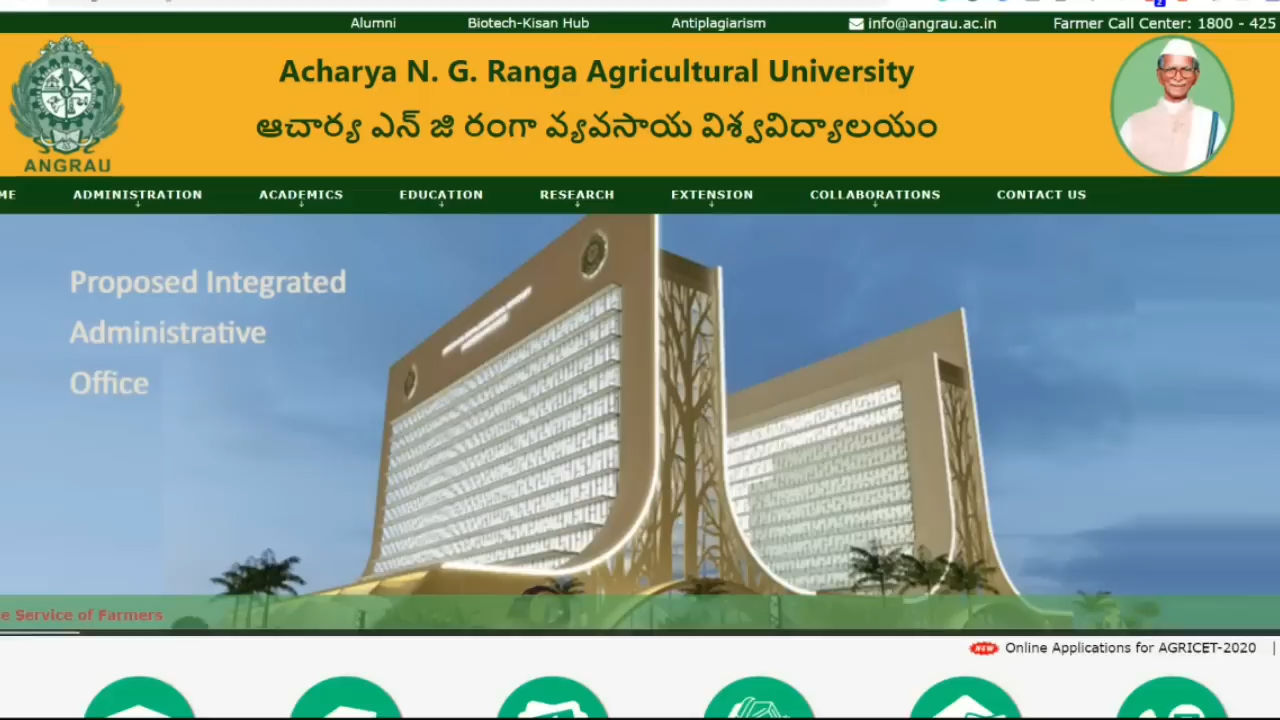 Alumni
Biotech-Kisan Hub
Antiplagiarism
info@angrau.ac.in
Farmer Call Center: 1800 - 425
Acharya N. G. Ranga Agricultural University
ఆచార్య ఎన్ జి రంగా వ్యవసాయ విశ్వవిద్యాలయం
ANGRAU
ME
ADMINISTRATION
ACADEMICS
EDUCATION
RESEARCH
EXTENSION
COLLABORATIONS
CONTACT US
Proposed Integrated
Administrative
Office
e Service of Farmers
NEW
Online Applications for AGRICET-2020 |